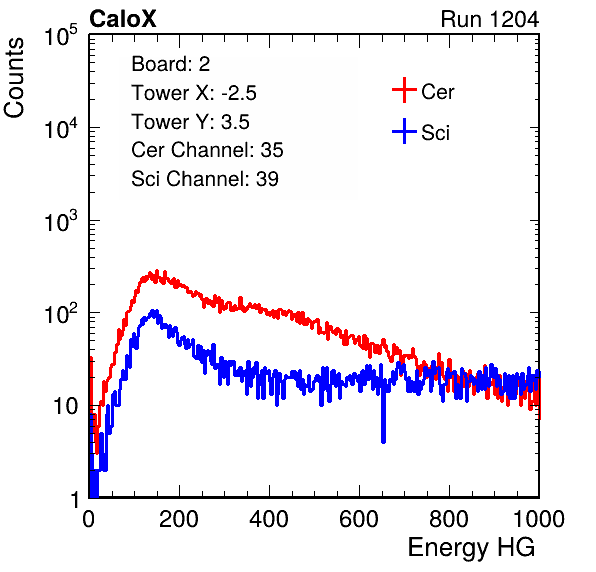 CaloX Run 1204
Counts
10^5
10^4
10^3
10^2
10
1
Board: 2
Tower X: -2.5
Tower Y: 3.5
Cer Channel: 35
Sci Channel: 39
Cer
Sci
0 200 400 600 800 1000
Energy HG